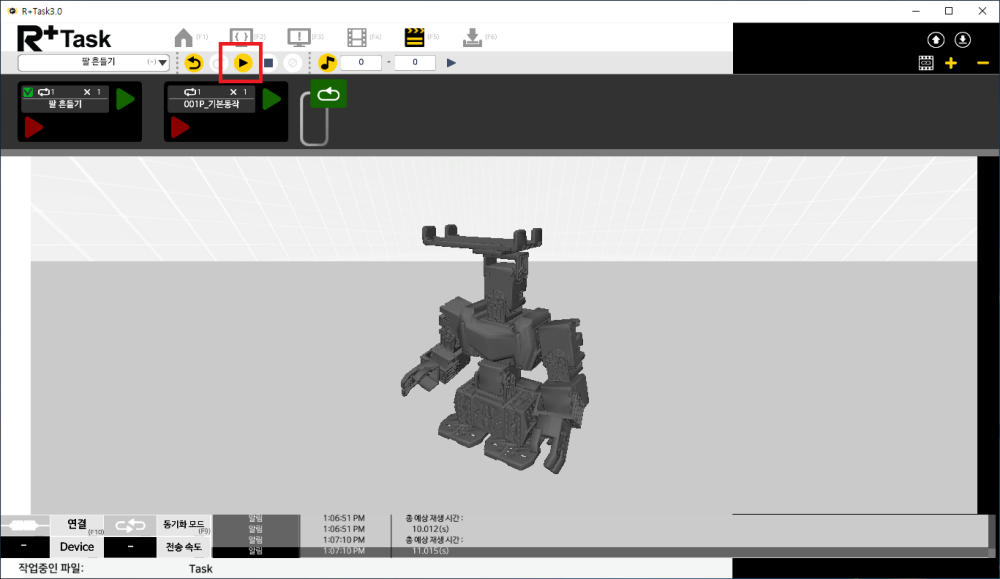 R+Task3.0
R+Task
(F1)
(F2)
(F3)
(F4)
(F5)
(F6)
팔 흔들기 (-)
0 - 0
1 X 1
팔 흔들기
1 X 1
001P_기본동작
연결 (F10)
동기화 모드 (F9)
- Device - 전송 속도
알림 1:06:51 PM 총 예상 재생 시간 :
알림 1:06:51 PM 10.012(s)
알림 1:07:10 PM 총 예상 재생 시간 :
알림 1:07:10 PM 11.015(s)
작업중인 파일: Task